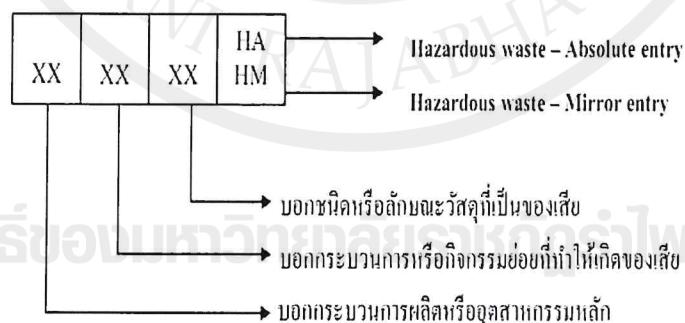 HA
XX XX XX HM
Hazardous waste – Absolute entry
Hazardous waste – Mirror entry
บอกชนิดหรือลักษณะวัสดุที่เป็นของเสีย
บอกกระบวนการหรือกิจกรรมย่อยที่ทำให้เกิดของเสีย
บอกกระบวนการผลิตหรืออุตสาหกรรมหลัก